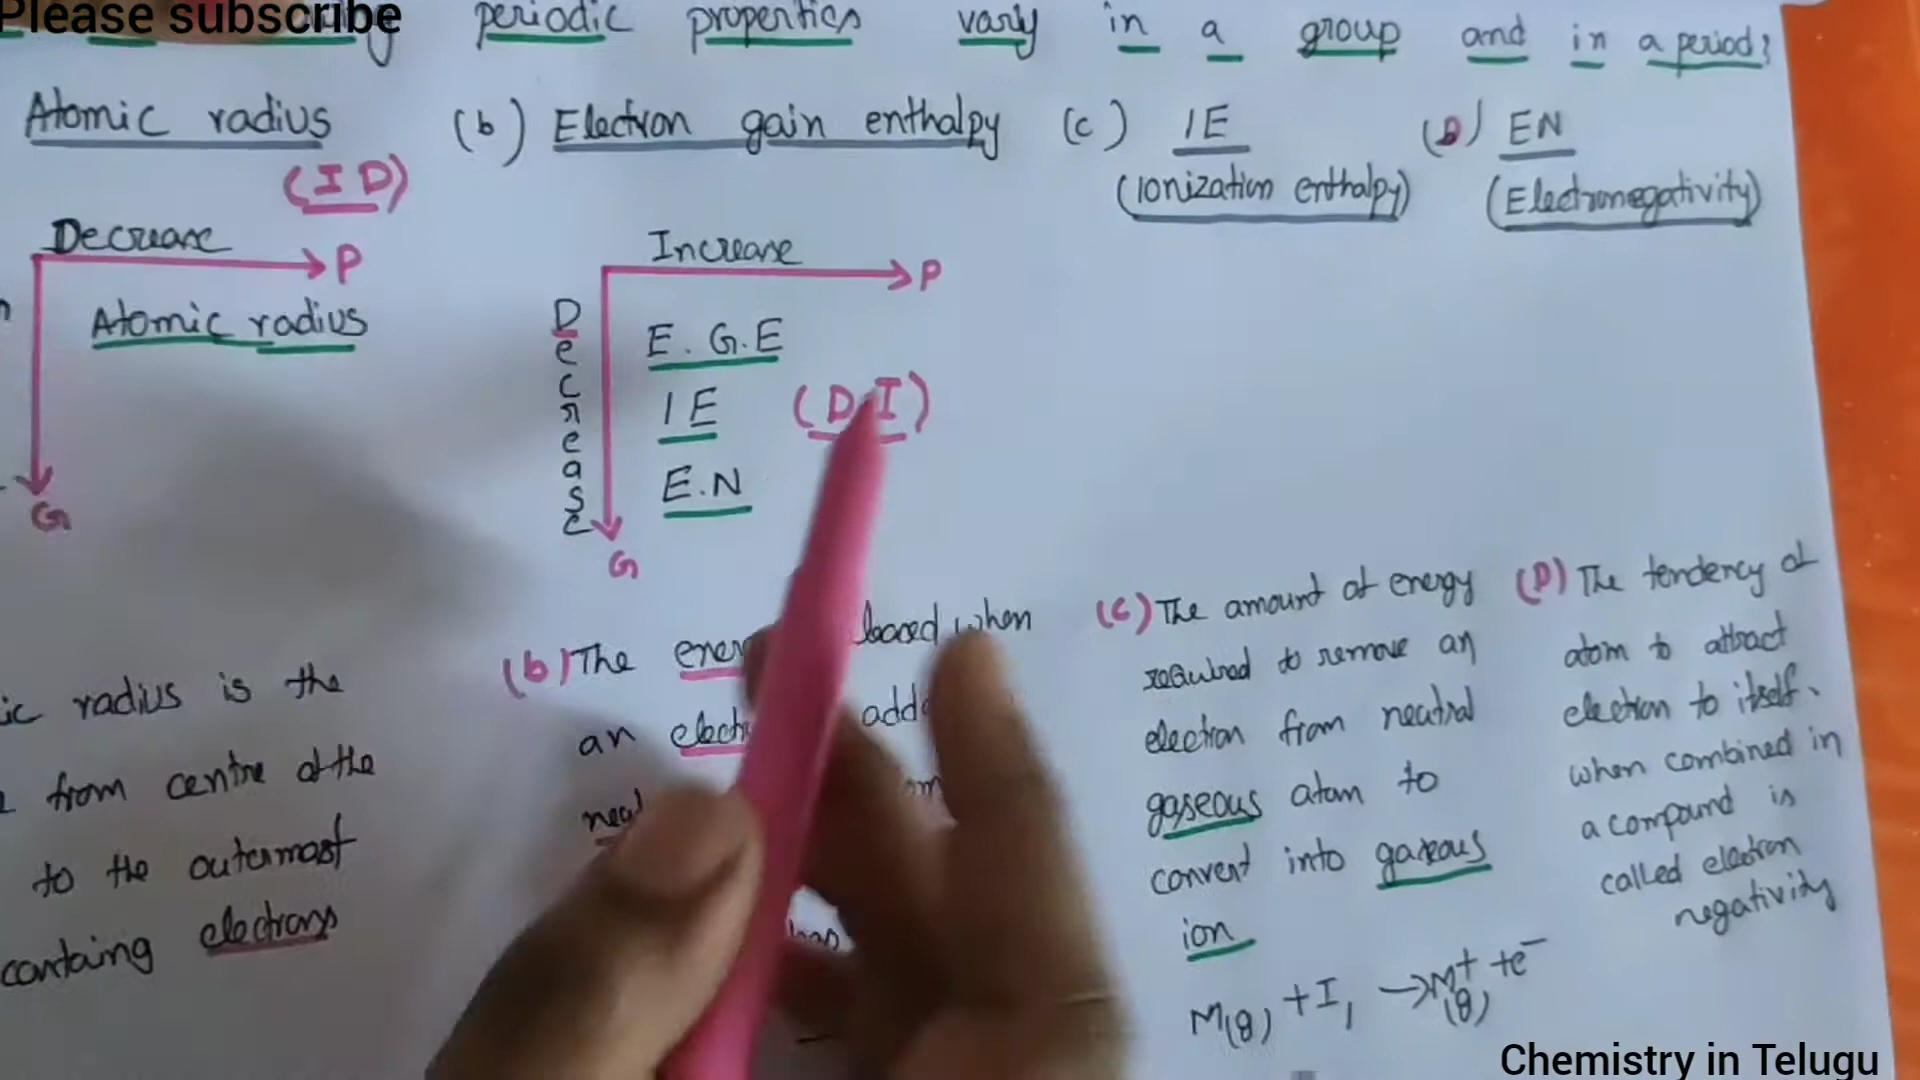 Please subscribe periodic properties vary in a group and in a period?
Atomic radius (b) Electron gain enthalpy (c) IE (D) EN
(ID) (Ionization enthalpy) (Electronegativity)
Decrease → P
Atomic radius
G
Increase → P
Decrease
E.G.E
IE (D I)
E.N
G
radius is the
from centre of the
to the outermost
containg electrons
(b) The when
an
(C) The amount of energy
required to remove an
electron from neutral
gaseous atom to
convert into gaseous
ion
M(g) + I₁ → M⁺(g) + e⁻
(D) The tendency of
atom to attract
electron to itself.
when combined in
a compound is
called electron
negativity
Chemistry in Telugu